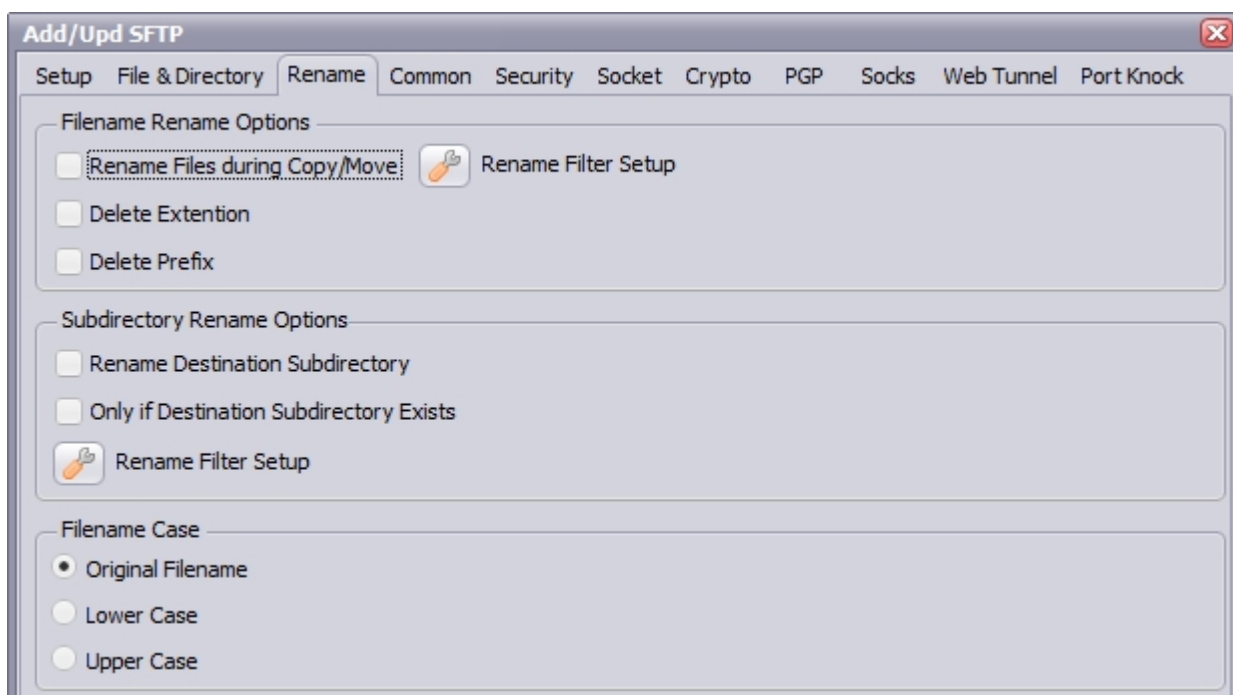 Add/Upd SFTP
Setup File & Directory Rename Common Security Socket Crypto PGP Socks Web Tunnel Port Knock
Filename Rename Options
Rename Files during Copy/Move Rename Filter Setup
Delete Extention
Delete Prefix
Subdirectory Rename Options
Rename Destination Subdirectory
Only if Destination Subdirectory Exists
Rename Filter Setup
Filename Case
Original Filename
Lower Case
Upper Case